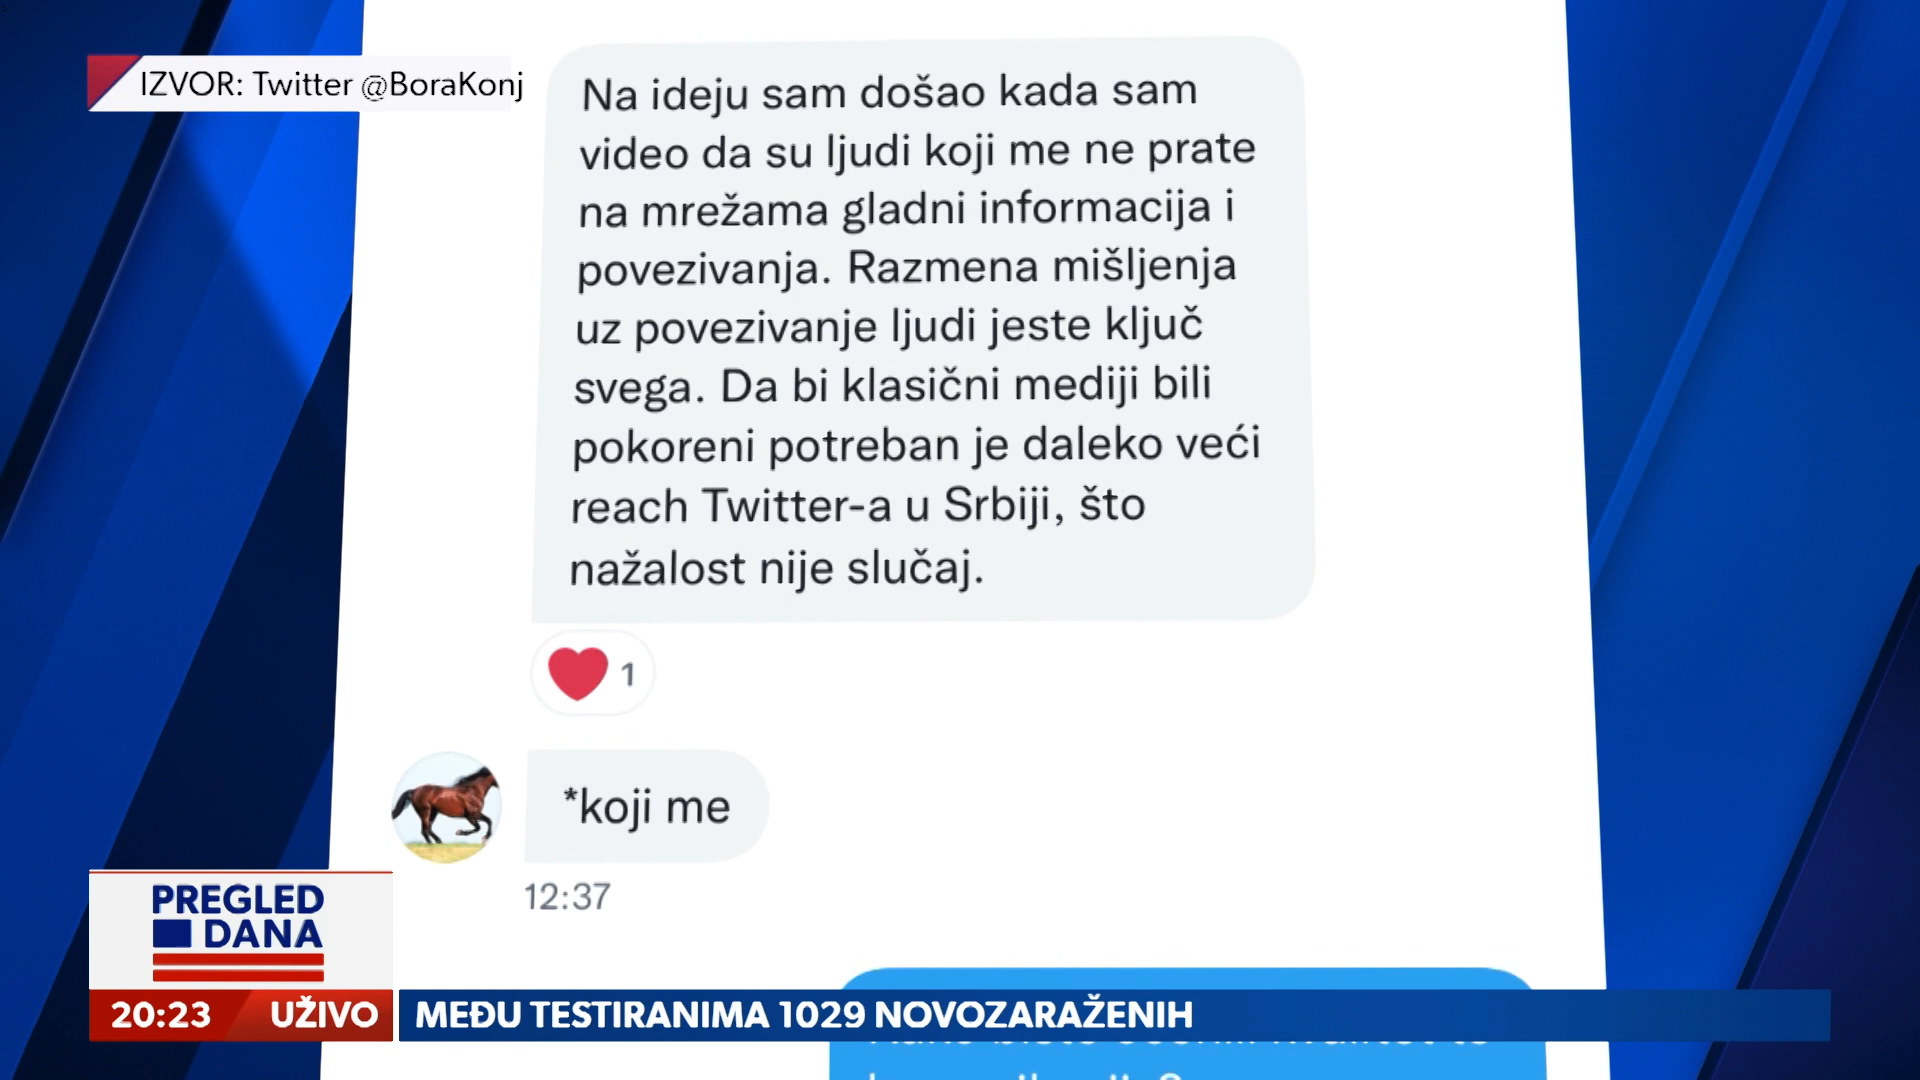 IZVOR: Twitter @BoraKonj
Na ideju sam došao kada sam
video da su ljudi koji me ne prate
na mrežama gladni informacija i
povezivanja. Razmena mišljenja
uz povezivanje ljudi jeste ključ
svega. Da bi klasični mediji bili
pokoreni potreban je daleko veći
reach Twitter-a u Srbiji, što
nažalost nije slučaj.
1
*koji me
12:37
PREGLED
DANA
20:23 UŽIVO
MEĐU TESTIRANIMA 1029 NOVOZARAŽENIH